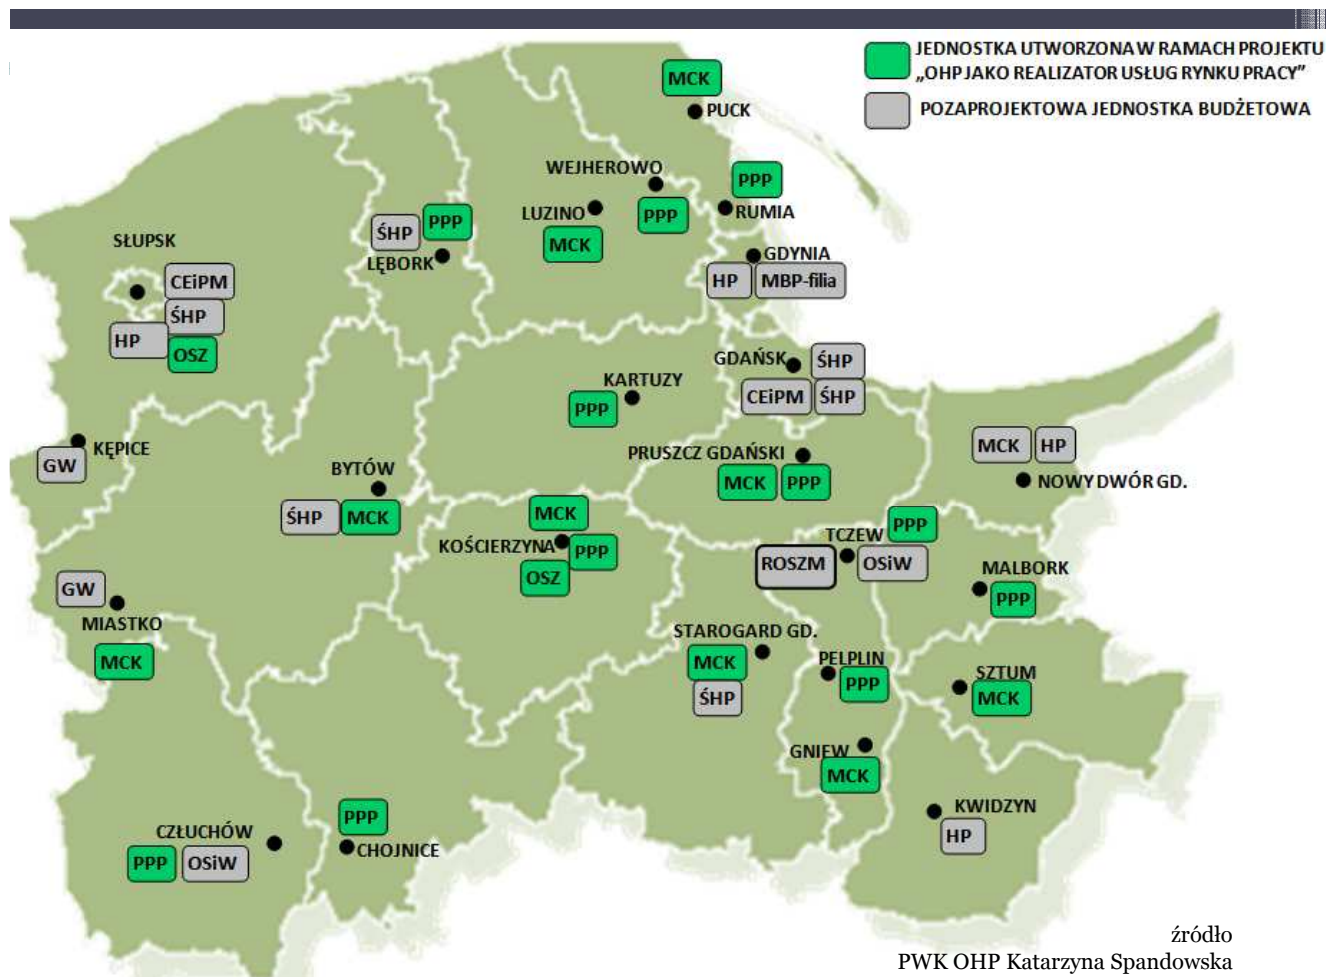 JEDNOSTKA UTWORZONA W RAMACH PROJEKTU
„OHP JAKO REALIZATOR USŁUG RYNKU PRACY”
POZAPROJEKTOWA JEDNOSTKA BUDŻETOWA
MCK
PUCK
WEJHEROWO
PPP
PPP
RUMIA
LUZINO
MCK
ŚHP
PPP
LĘBORK
SŁUPSK
CEiPM
ŚHP
HP
OSZ
GDYNIA
HP
MBP-filia
GDAŃSK
ŚHP
CEiPM
ŚHP
KARTUZY
PPP
KĘPICE
GW
BYTÓW
ŚHP
MCK
PRUSZCZ GDAŃSKI
MCK
PPP
MCK
HP
NOWY DWÓR GD.
MCK
KOŚCIERZYNA
PPP
OSZ
PPP
TCZEW
ROSZM
OSiW
MALBORK
PPP
GW
MIASTKO
MCK
STAROGARD GD.
MCK
ŚHP
PELPLIN
PPP
SZTUM
MCK
GNIEW
MCK
KWIDZYN
HP
CZŁUCHÓW
PPP
OSiW
PPP
CHOJNICE
źródło
PWK OHP Katarzyna Spandowska